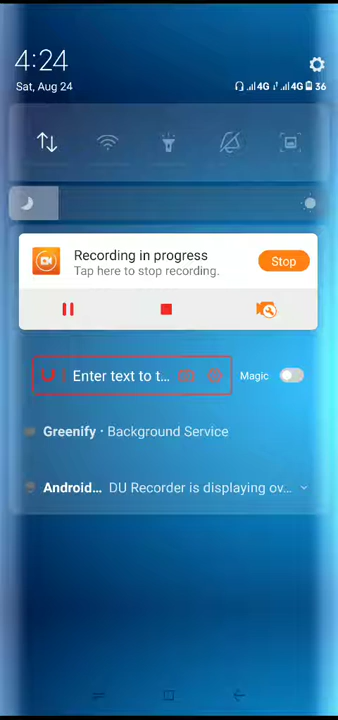 4:24
Sat, Aug 24
4G 4G 36
Recording in progress
Tap here to stop recording.
Stop
Enter text to t...
Magic
Greenify · Background Service
Android... DU Recorder is displaying ov...